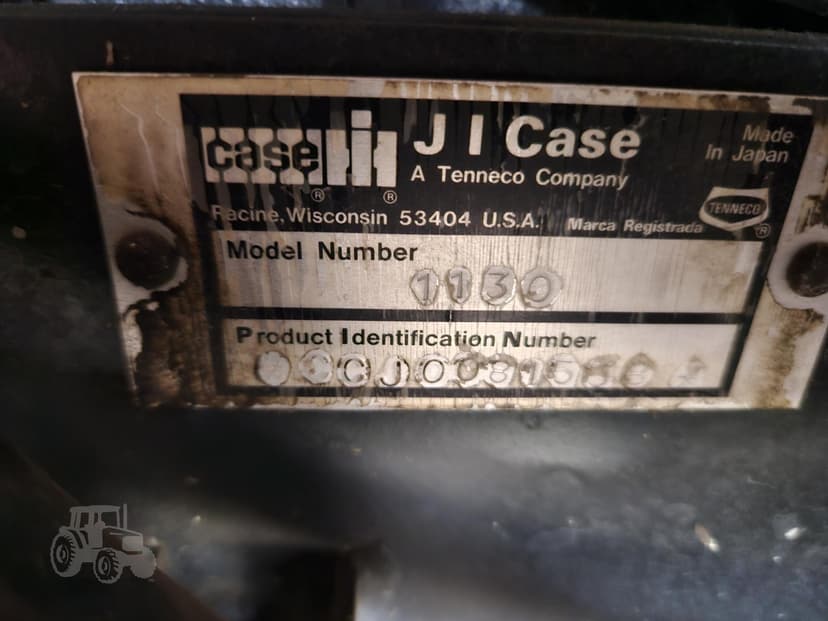 case IH J I Case
® ®
A Tenneco Company
Made
In Japan
TENNECO ®
Racine, Wisconsin 53404 U.S.A. Marca Registrada
Model Number
1130
Product Identification Number